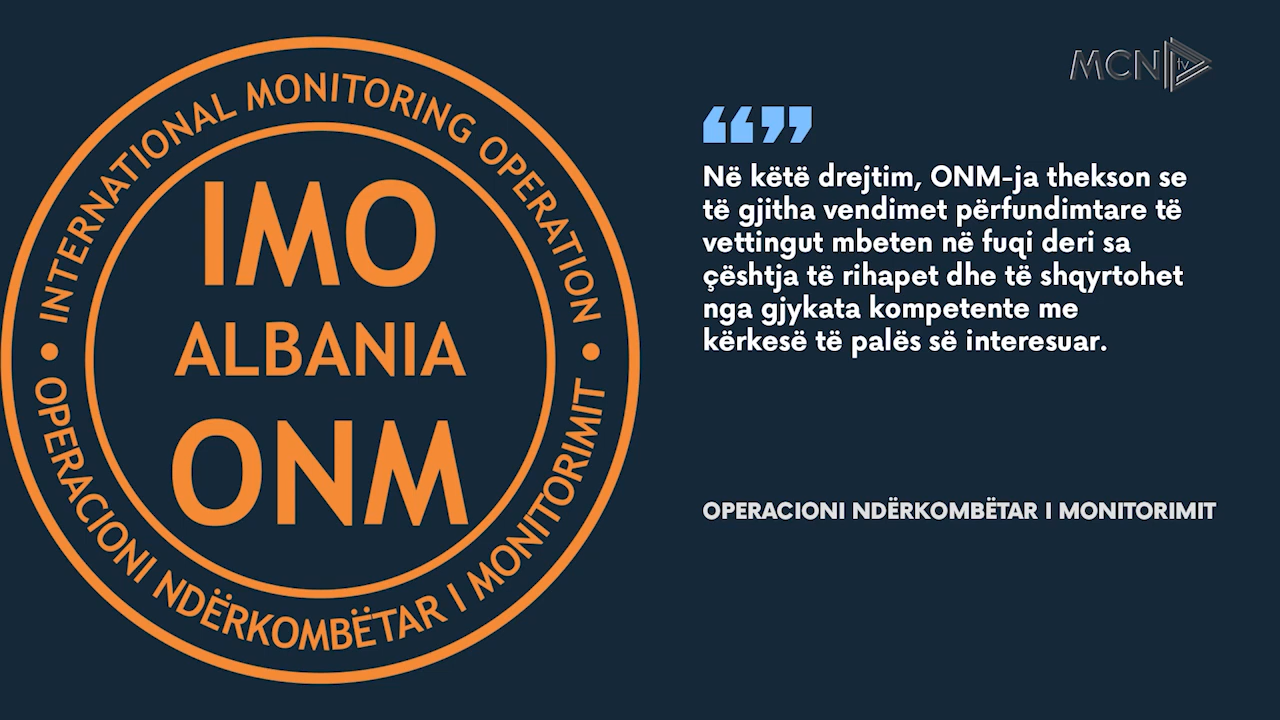 INTERNATIONAL MONITORING OPERATION
IMO
ALBANIA
ONM
OPERACIONI NDËRKOMBËTAR I MONITORIMIT
MCN tv
Në këtë drejtim, ONM-ja thekson se
të gjitha vendimet përfundimtare të
vettingut mbeten në fuqi deri sa
çështja të rihapet dhe të shqyrtohet
nga gjykata kompetente me
kërkesë të palës së interesuar.
OPERACIONI NDËRKOMBËTAR I MONITORIMIT